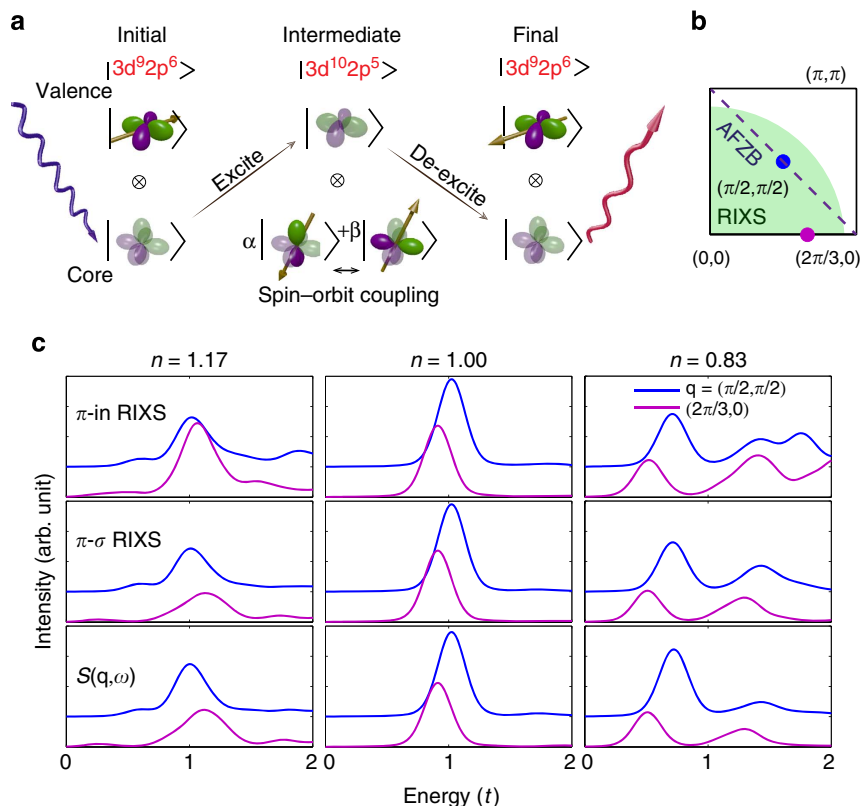 a
Initial Intermediate Final
|3d⁹2p⁶> |3d¹⁰2p⁵> |3d⁹2p⁶>
Valence
⊗ Excite ⊗ De-excite ⊗
Core
α| >+β| >
↔
Spin–orbit coupling
b
(π,π)
AFZB
(π/2,π/2)
RIXS
(0,0) (2π/3,0)
c
n = 1.17 n = 1.00 n = 0.83
π-in RIXS
q = (π/2,π/2)
(2π/3,0)
π-σ RIXS
S(q,ω)
Intensity (arb. unit)
0 1 2 1 2 0 1 2
Energy (t)